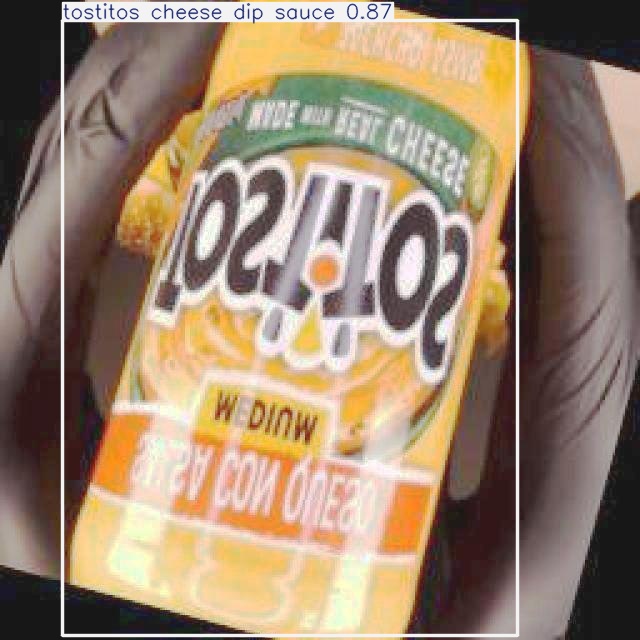 tostitos cheese dip sauce 0.87
MADE WITH REAL CHEESE
TOSTITOS
MEDIUM
SALSA CON QUESO